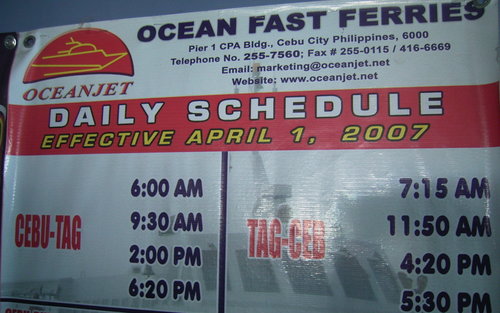 OCEANJET
OCEAN FAST FERRIES
Pier 1 CPA Bldg., Cebu City Philippines, 6000
Telephone No. 255-7560; Fax # 255-0115 / 416-6669
Email: marketing@oceanjet.net
Website: www.oceanjet.net
DAILY SCHEDULE
EFFECTIVE APRIL 1, 2007
CEBU-TAG
6:00 AM
9:30 AM
2:00 PM
6:20 PM
TAG-CEB
7:15 AM
11:50 AM
4:20 PM
5:30 PM